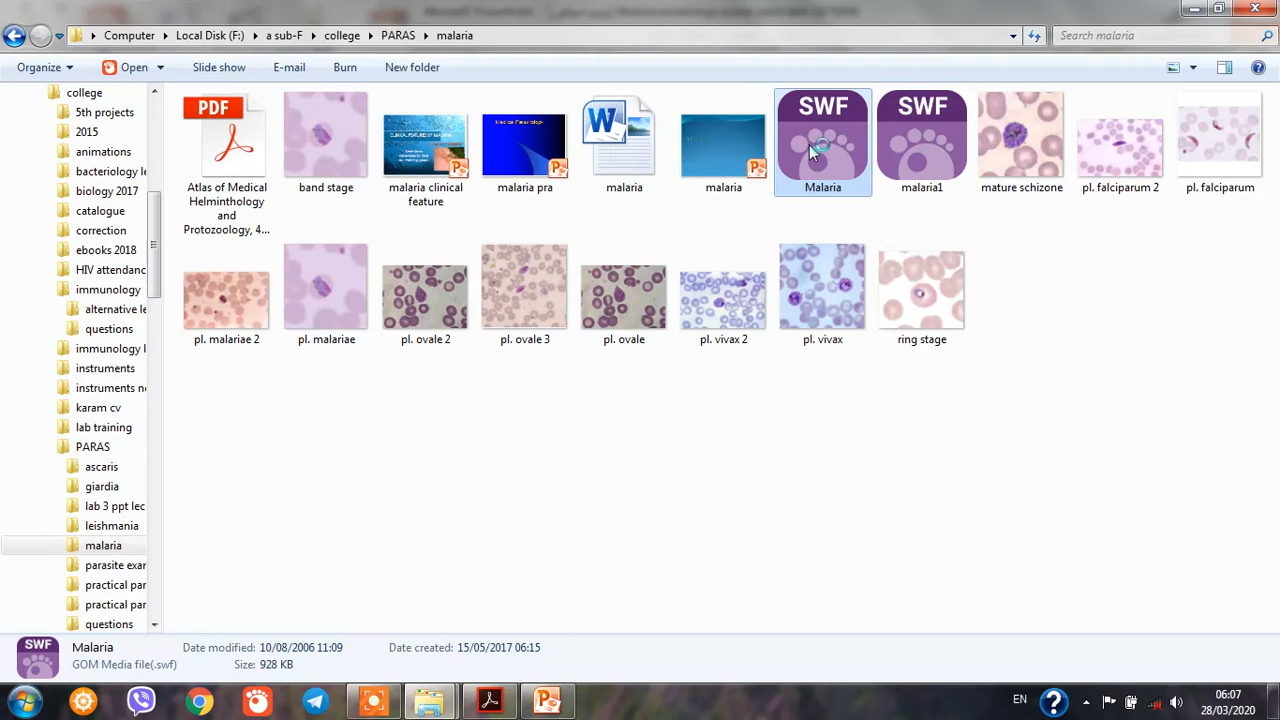 Computer ▸ Local Disk (F:) ▸ a sub-F ▸ college ▸ PARAS ▸ malaria
Search malaria
Organize Open Slide show E-mail Burn New folder
college
5th projects
2015
animations
bacteriology le
biology 2017
catalogue
correction
ebooks 2018
HIV attendanc
immunology
alternative le
questions
immunology l
instruments
instruments no
karam cv
lab training
PARAS
ascaris
giardia
lab 3 ppt lec
leishmania
malaria
parasite exar
practical par
practical par
questions
PDF
Atlas of Medical
Helminthology
and
Protozoology, 4...
band stage
CLINICAL FEATURE OF MALARIA
malaria clinical
feature
Medical Parasitology
malaria pra
W
malaria
malaria
SWF
Malaria
SWF
malaria1
mature schizone
pl. falciparum 2
pl. falciparum
pl. malariae 2
pl. malariae
pl. ovale 2
pl. ovale 3
pl. ovale
pl. vivax 2
pl. vivax
ring stage
SWF
Malaria
GOM Media file(.swf)
Date modified: 10/08/2006 11:09
Size: 928 KB
Date created: 15/05/2017 06:15
EN
06:07
28/03/2020